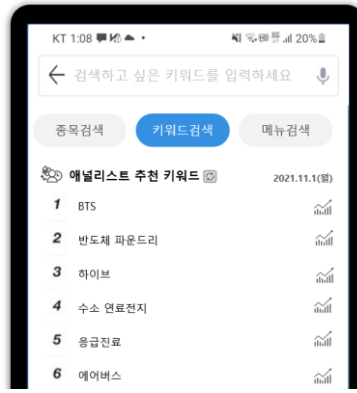 KT 1:08 20%
검색하고 싶은 키워드를 입력하세요
종목검색 키워드검색 메뉴검색
애널리스트 추천 키워드 2021.11.1(월)
1 BTS
2 반도체 파운드리
3 하이브
4 수소 연료전지
5 응급진료
6 에어버스